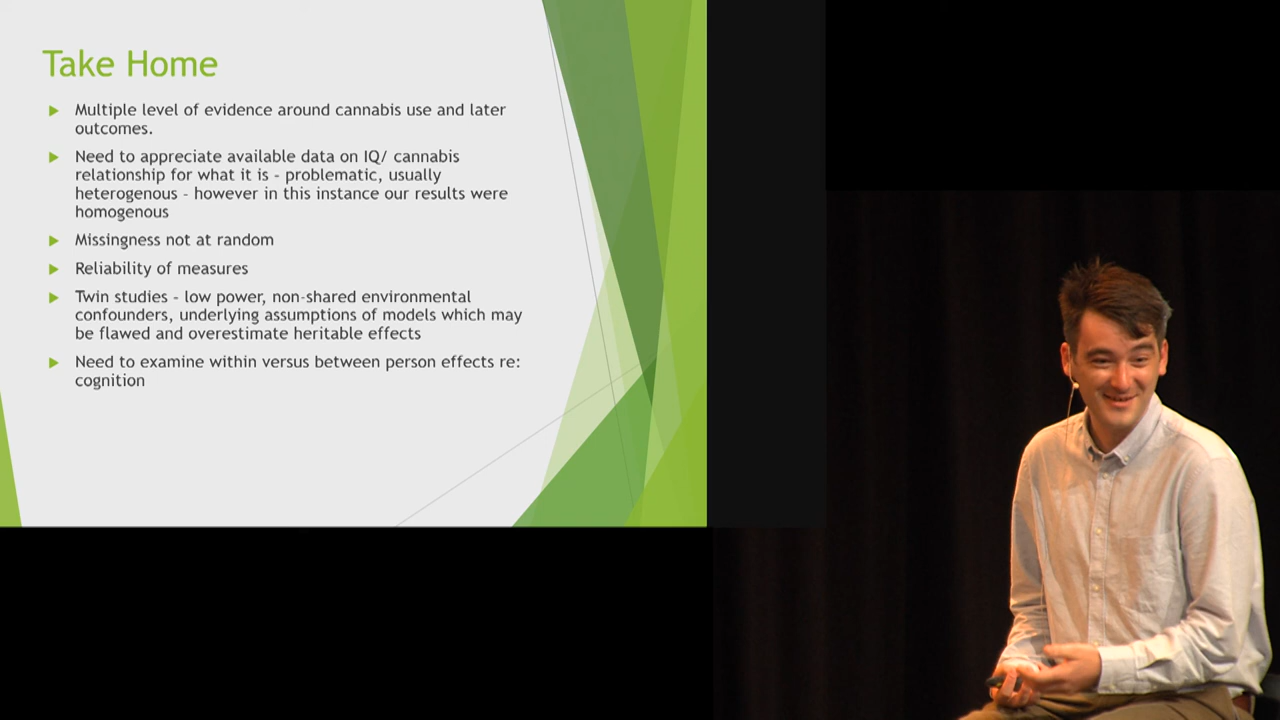 Take Home
Multiple level of evidence around cannabis use and later
outcomes.
Need to appreciate available data on IQ/ cannabis
relationship for what it is - problematic, usually
heterogenous - however in this instance our results were
homogenous
Missingness not at random
Reliability of measures
Twin studies - low power, non-shared environmental
confounders, underlying assumptions of models which may
be flawed and overestimate heritable effects
Need to examine within versus between person effects re:
cognition